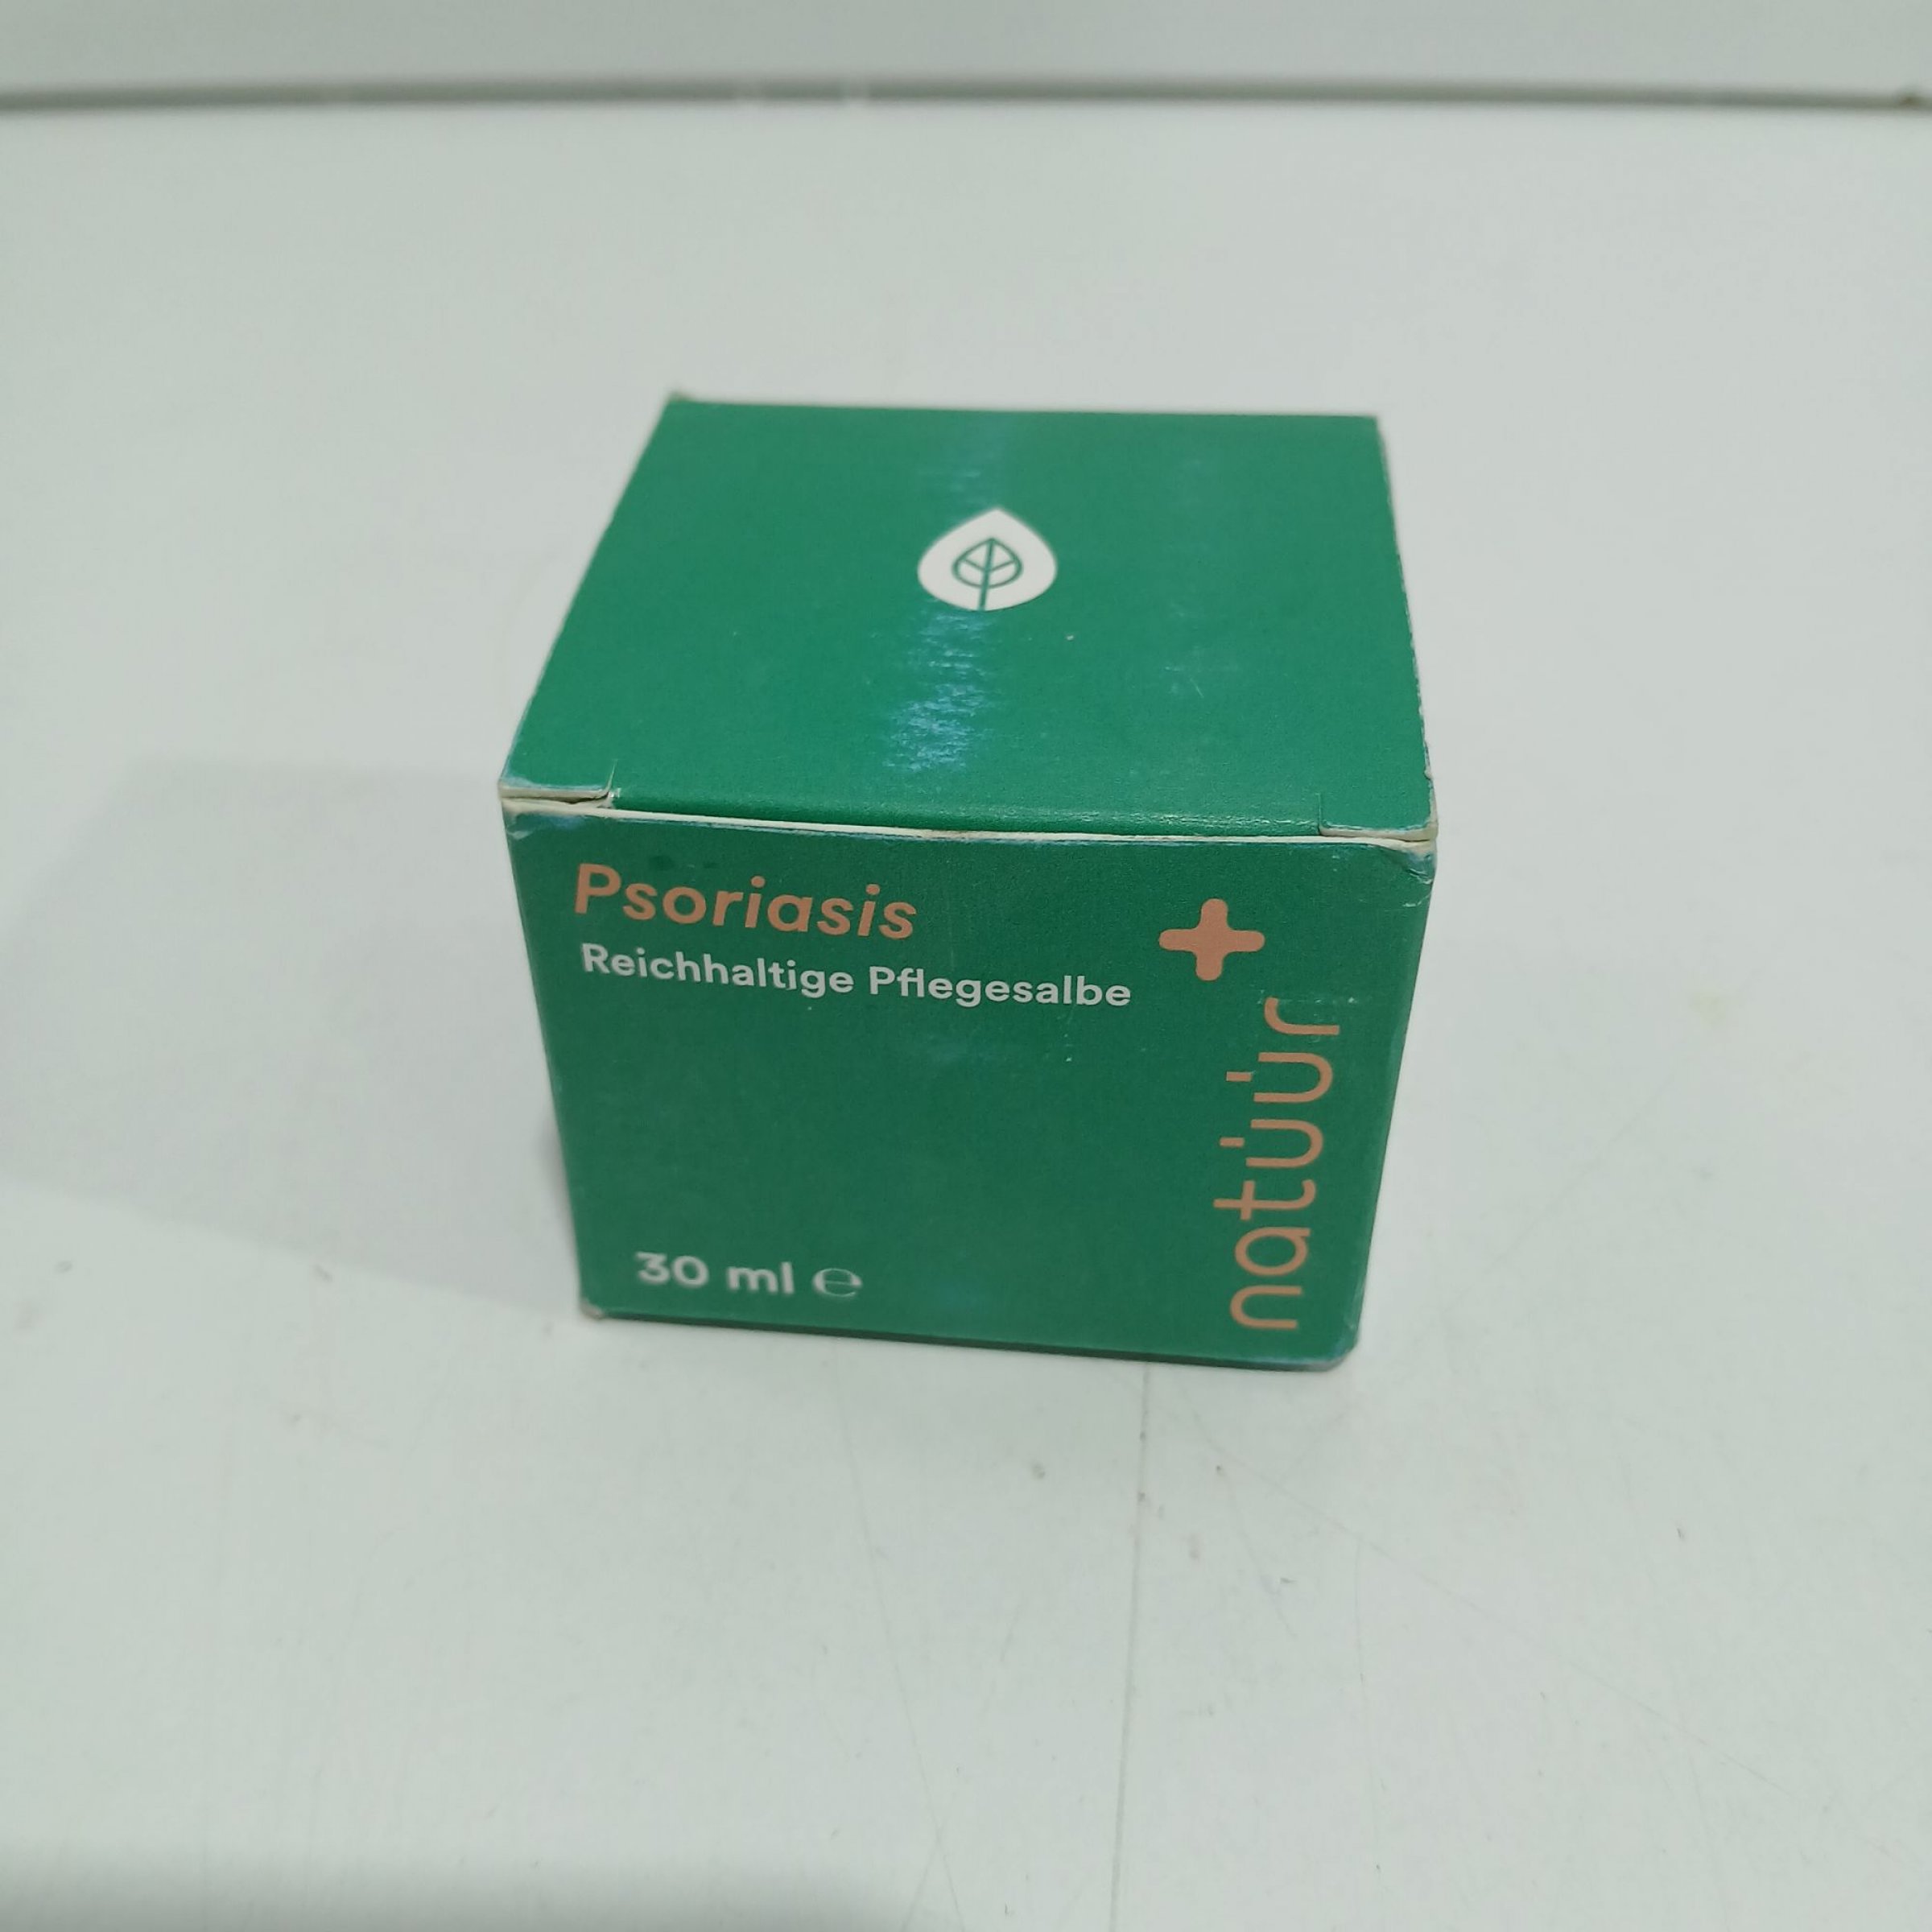 Psoriasis
Reichhaltige Pflegesalbe
natüür
30 ml ℮